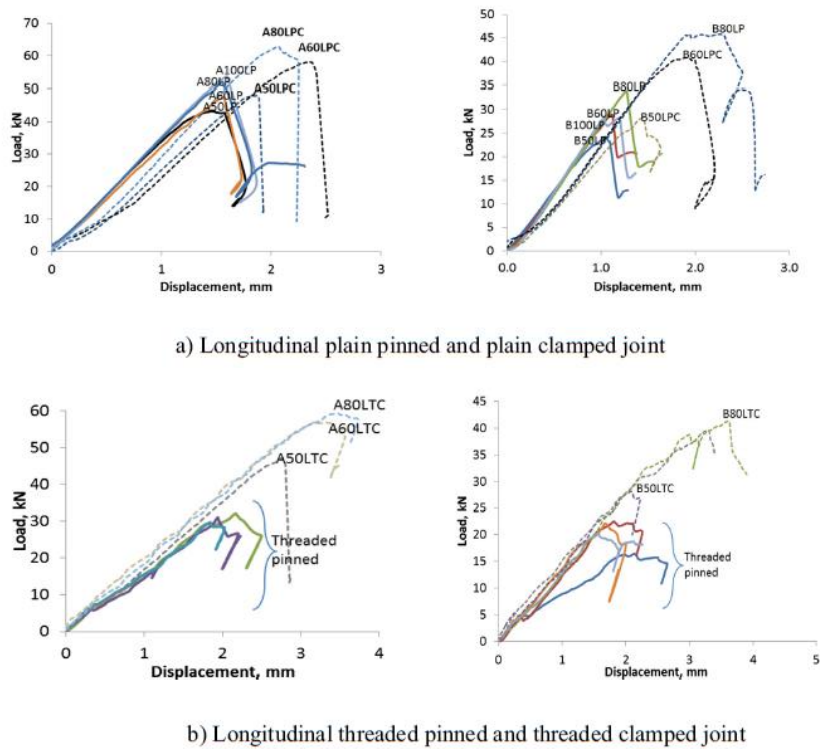 70
60
50
40
30
20
10
0
Load, kN
A80LPC
A60LPC
A100LP
A80LP
A50LPC
A60LP
A50LP
0 1 2 3
Displacement, mm
50
45
40
35
30
25
20
15
10
5
0
Load, kN
B80LP
B60LPC
B80LP
B60LP
B50LPC
B100LP
B50LP
0.0 1.0 2.0 3.0
Displacement, mm
a) Longitudinal plain pinned and plain clamped joint
60
50
40
30
20
10
0
Load, kN
A80LTC
A60LTC
A50LTC
Threaded
pinned
0 1 2 3 4
Displacement, mm
50
45
40
35
30
25
20
15
10
5
0
Load, kN
B80LTC
B50LTC
Threaded
pinned
0 1 2 3 4 5
Displacement, mm
b) Longitudinal threaded pinned and threaded clamped joint